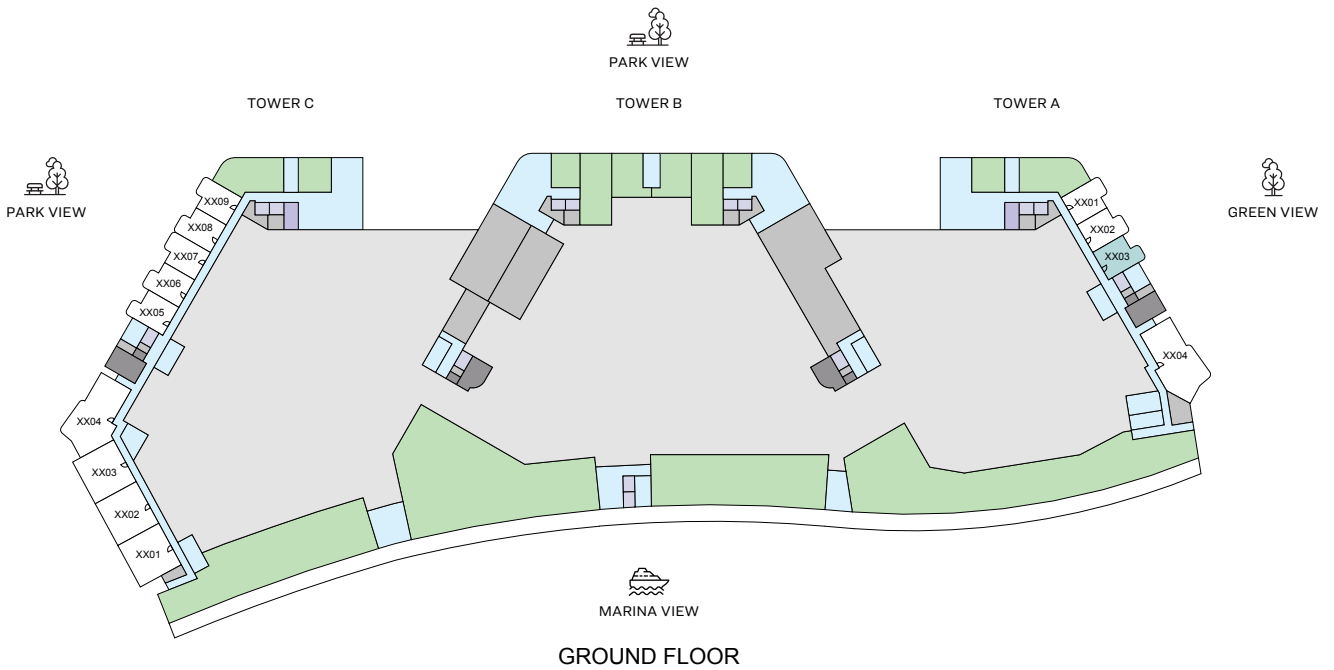 PARK VIEW
TOWER C
TOWER B
TOWER A
PARK VIEW
GREEN VIEW
XX09
XX08
XX07
XX06
XX05
XX04
XX03
XX02
XX01
XX01
XX02
XX03
XX04
MARINA VIEW
GROUND FLOOR